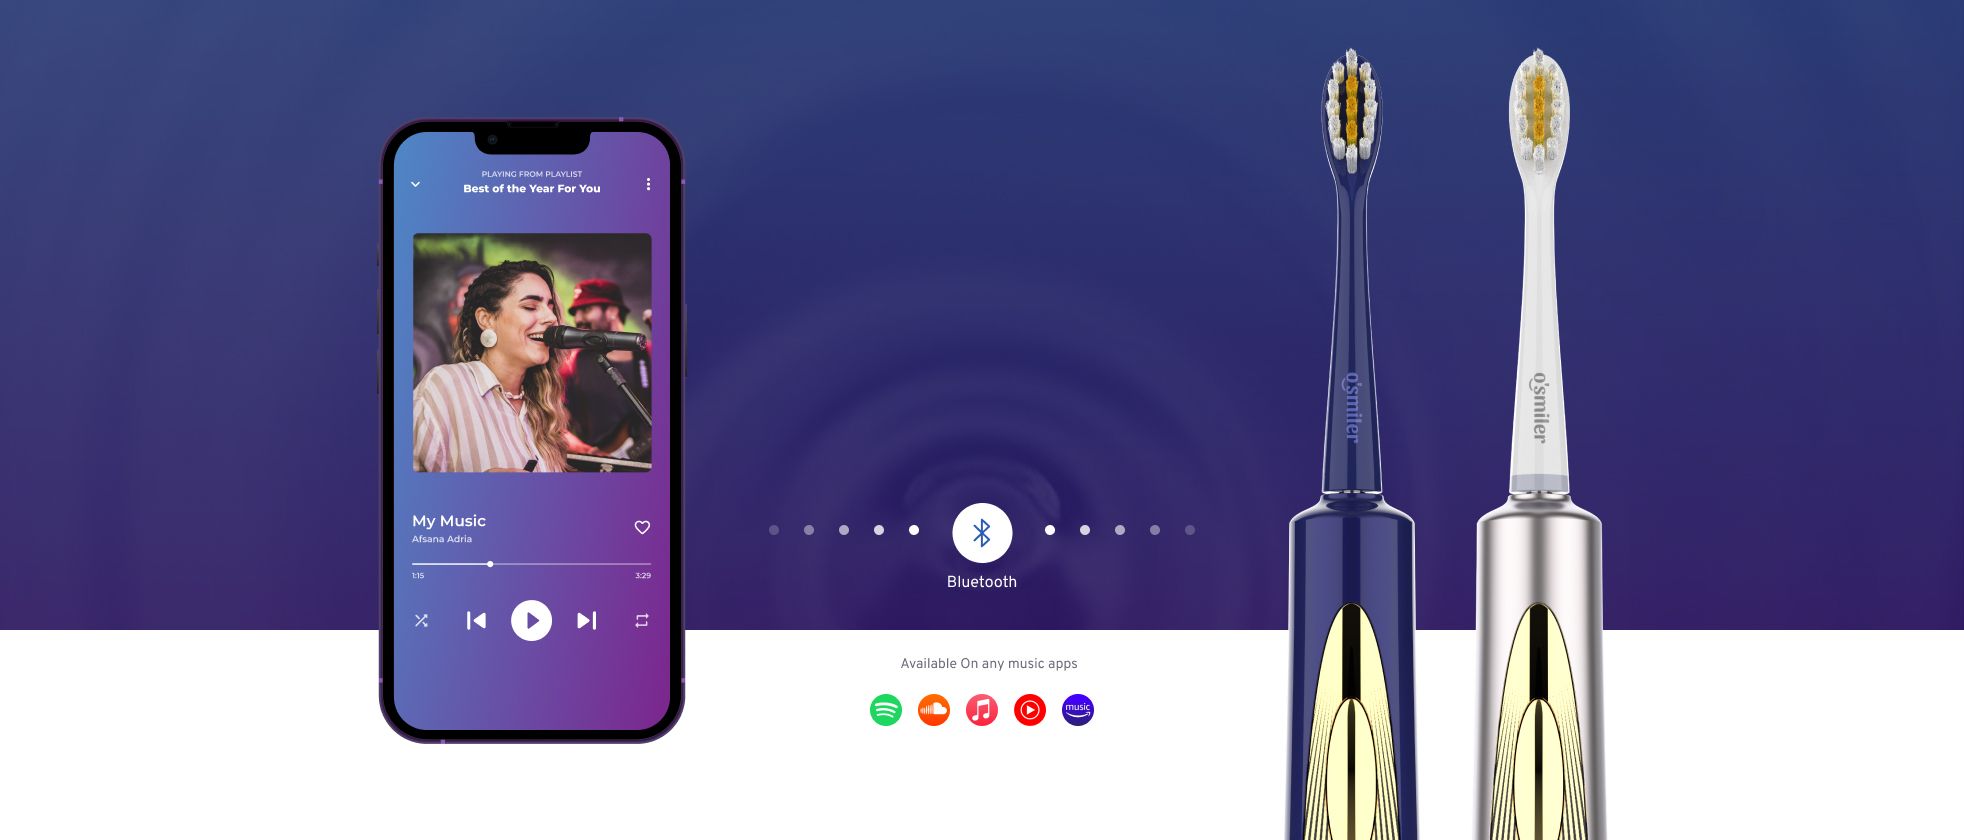 PLAYING FROM PLAYLIST
Best of the Year For You
My Music
Afsana Adria
1:15
3:29
Bluetooth
Available On any music apps
music
o'smiler
o'smiler